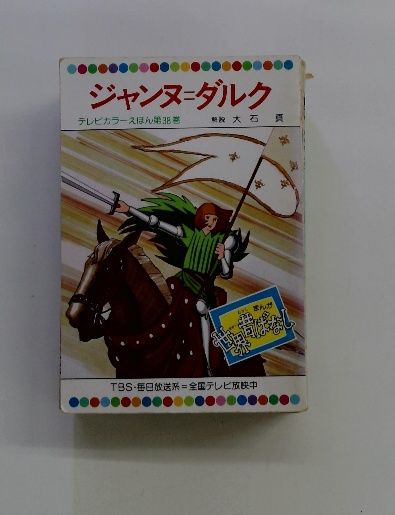 ジャンヌ=ダルク
テレビカラーえほん第38巻 解説 大石 真
まんが
世界昔ばなし
TBS・毎日放送系=全国テレビ放映中